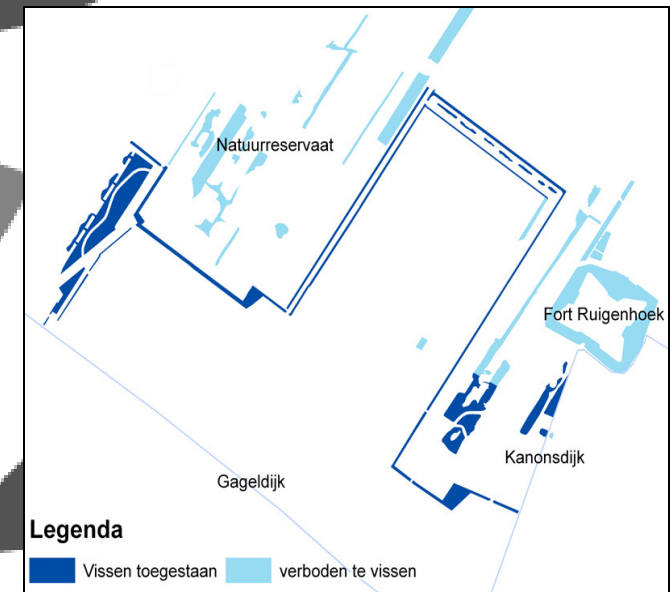 Natuurreservaat
Fort Ruigenhoek
Kanonsdijk
Gageldijk
Legenda
Vissen toegestaan
verboden te vissen